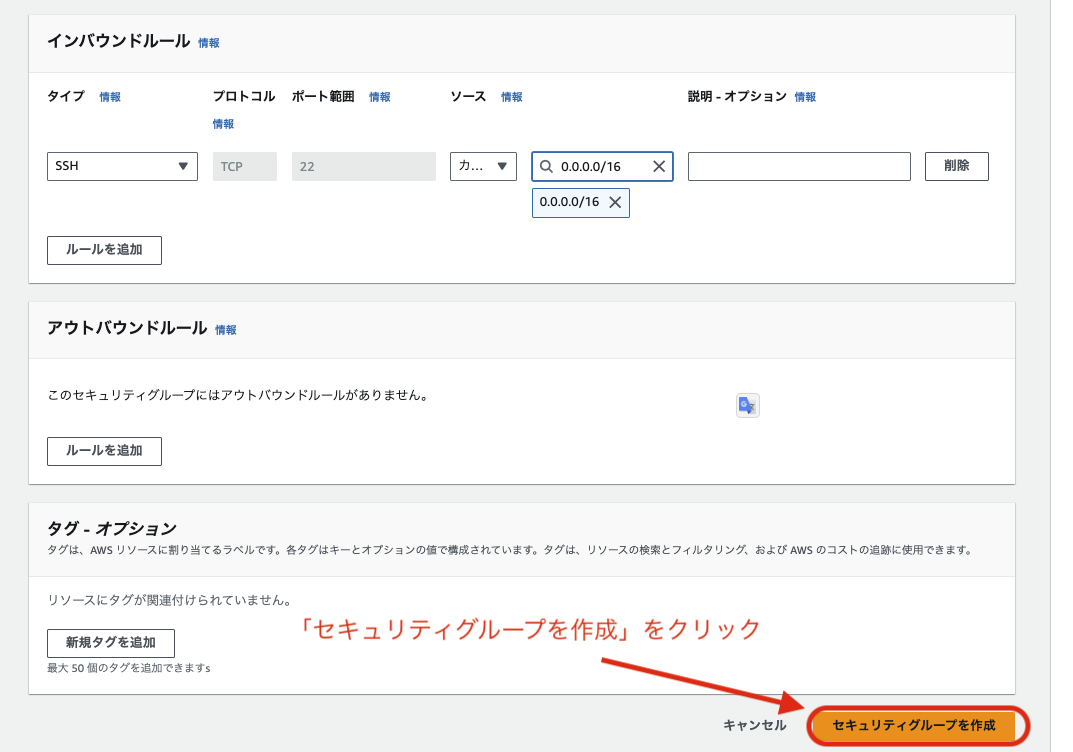 インバウンドルール 情報
タイプ 情報 プロトコル ポート範囲 情報 ソース 情報 説明 - オプション 情報
情報
SSH TCP 22 カ... 0.0.0.0/16 削除
0.0.0.0/16
ルールを追加
アウトバウンドルール 情報
このセキュリティグループにはアウトバウンドルールがありません。
ルールを追加
タグ - オプション
タグは、AWS リソースに割り当てるラベルです。各タグはキーとオプションの値で構成されています。タグは、リソースの検索とフィルタリング、および AWS のコストの追跡に使用できます。
リソースにタグが関連付けられていません。
「セキュリティグループを作成」をクリック
新規タグを追加
最大 50 個のタグを追加できますs
キャンセル セキュリティグループを作成